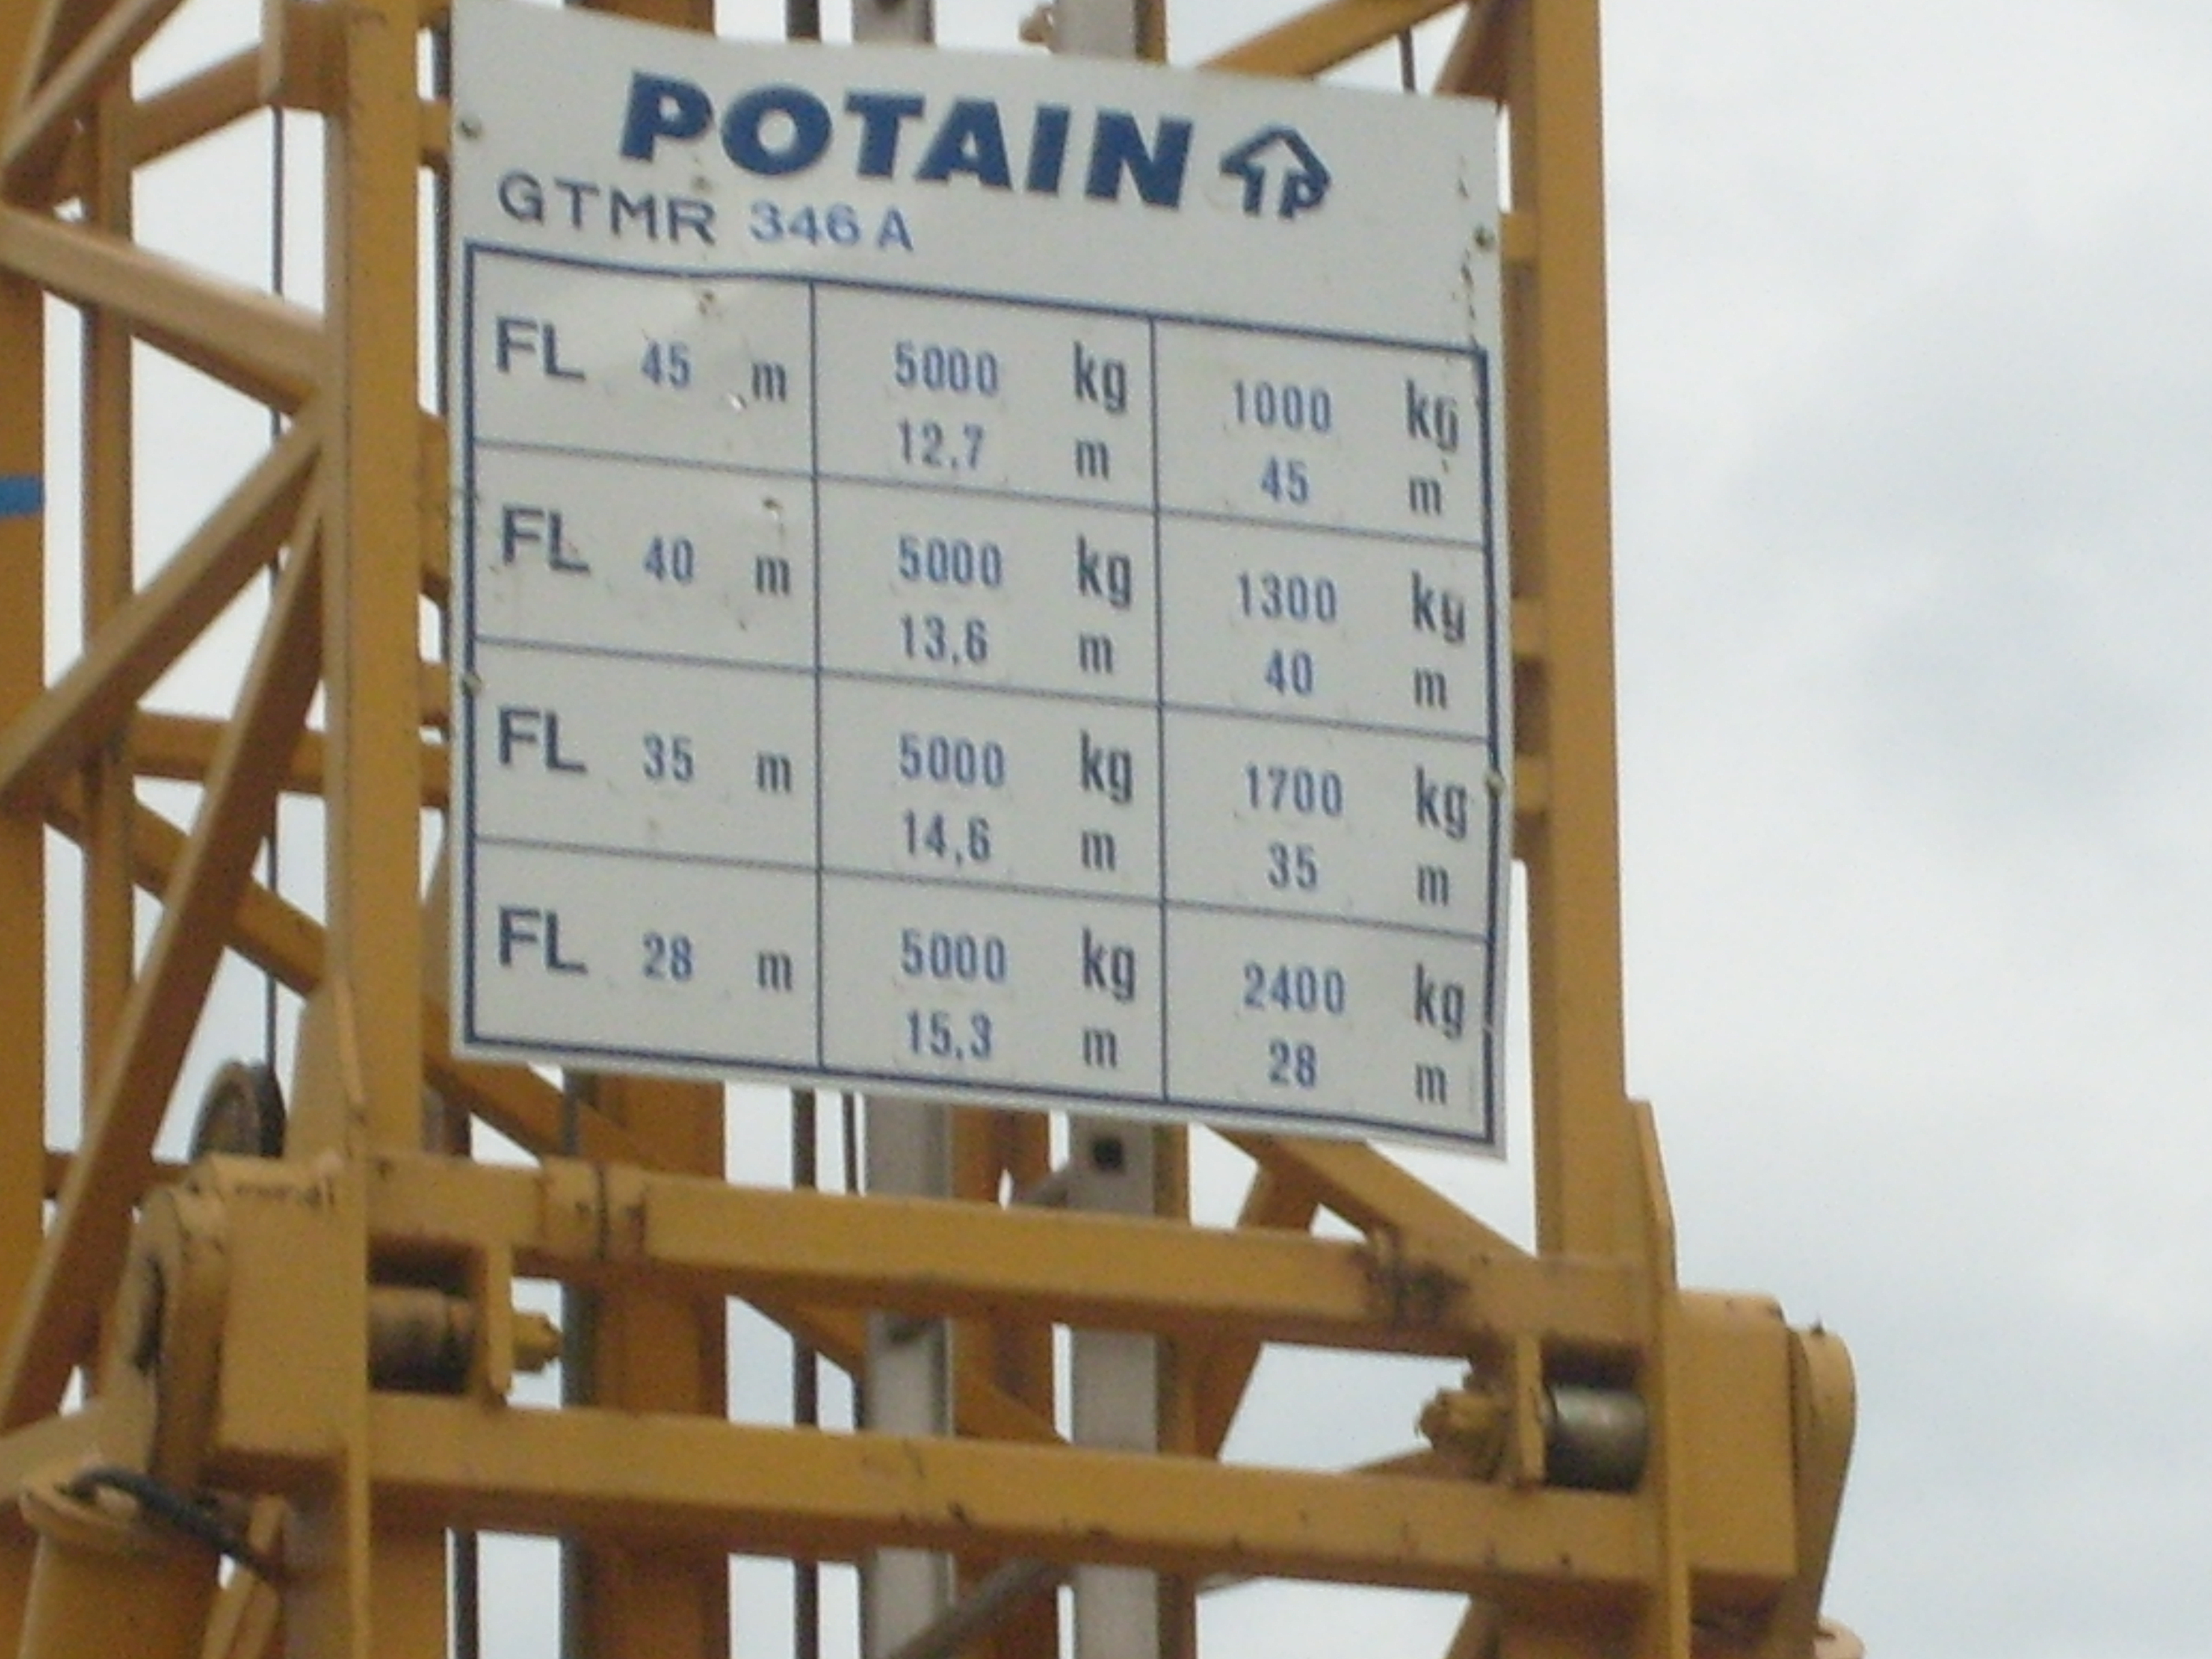 POTAIN
GTMR 346 A
FL 45 m 5000 kg 1000 kg
12,7 m 45 m
FL 40 m 5000 kg 1300 kg
13,6 m 40 m
FL 35 m 5000 kg 1700 kg
14,6 m 35 m
FL 28 m 5000 kg 2400 kg
15,3 m 28 m